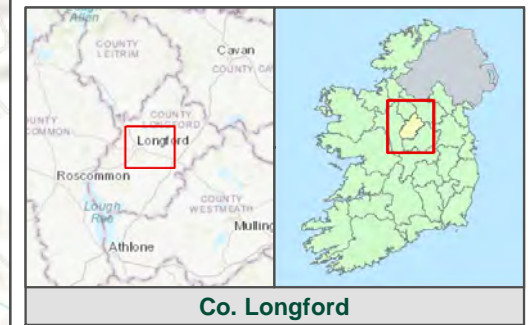 Allen
COUNTY
LEITRIM
Cavan
COUNTY CA
COUNTY
LONGFORD
UNTY
COMMON
Longford
Roscommon
Lough
Ree
COUNTY
WESTMEATH
Mulling
Athlone
Co. Longford